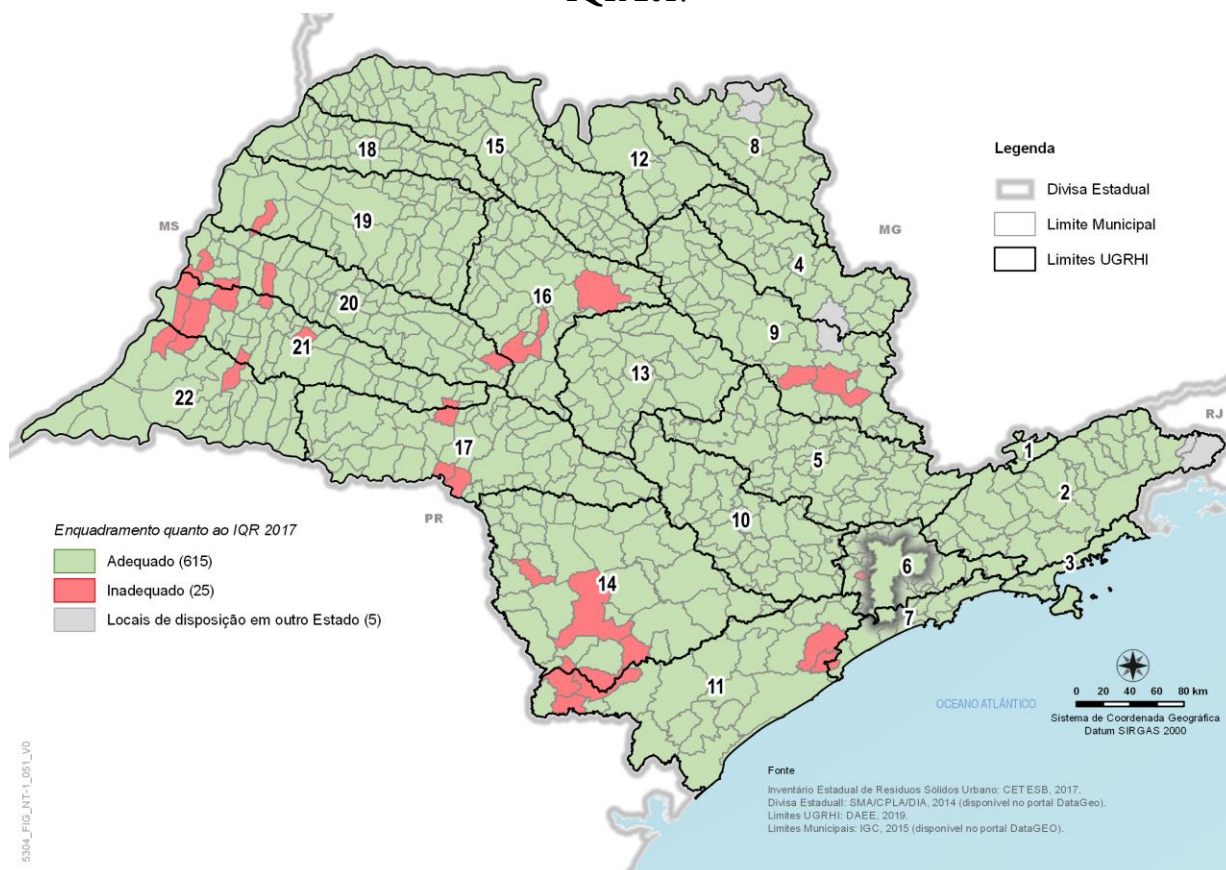 MS
MG
RJ
PR
18
15
12
8
19
4
20
16
9
21
13
22
17
5
1
2
10
14
6
3
7
11
Legenda
Divisa Estadual
Limite Municipal
Limites UGRHI
Enquadramento quanto ao IQR 2017
Adequado (615)
Inadequado (25)
Locais de disposição em outro Estado (5)
OCEANO ATLÂNTICO
0 20 40 60 80 km
Sistema de Coordenada Geográfica
Datum SIRGAS 2000
Fonte
Inventário Estadual de Resíduos Sólidos Urbano: CETESB, 2017.
Divisa Estaduall: SMA/CPLA/DIA, 2014 (disponível no portal DataGeo).
Limites UGRHI: DAEE, 2019.
Limites Municipais: IGC, 2015 (disponível no portal DataGEO).
5304_FIG_NT-1_051_V0